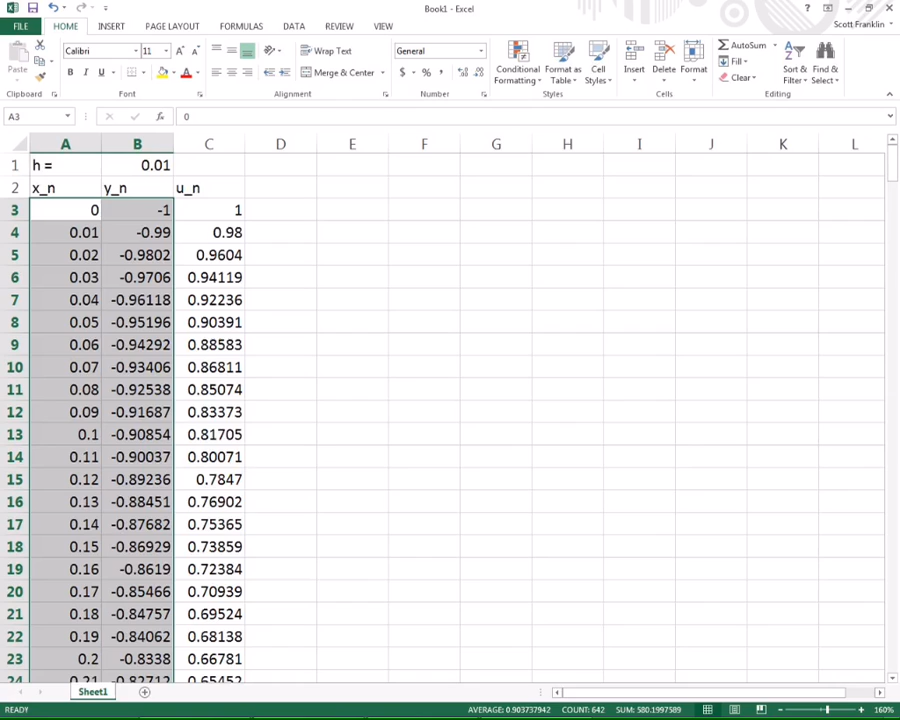 Book1 - Excel
FILE HOME INSERT PAGE LAYOUT FORMULAS DATA REVIEW VIEW Scott Franklin
Paste Calibri 11 Wrap Text General Conditional Formatting Format as Table Cell Styles Insert Delete Format AutoSum Fill Clear Sort & Filter Find & Select
B I U A Merge & Center $ % ,
Clipboard Font Alignment Number Styles Cells Editing
A3 fx 0
A B C D E F G H I J K L
1 h = 0.01
2 x_n y_n u_n
3 0 -1 1
4 0.01 -0.99 0.98
5 0.02 -0.9802 0.9604
6 0.03 -0.9706 0.94119
7 0.04 -0.96118 0.92236
8 0.05 -0.95196 0.90391
9 0.06 -0.94292 0.88583
10 0.07 -0.93406 0.86811
11 0.08 -0.92538 0.85074
12 0.09 -0.91687 0.83373
13 0.1 -0.90854 0.81705
14 0.11 -0.90037 0.80071
15 0.12 -0.89236 0.7847
16 0.13 -0.88451 0.76902
17 0.14 -0.87682 0.75365
18 0.15 -0.86929 0.73859
19 0.16 -0.8619 0.72384
20 0.17 -0.85466 0.70939
21 0.18 -0.84757 0.69524
22 0.19 -0.84062 0.68138
23 0.2 -0.8338 0.66781
24 0.21 -0.82712 0.65452
Sheet1
READY AVERAGE: 0.903737942 COUNT: 642 SUM: 580.1997589 160%